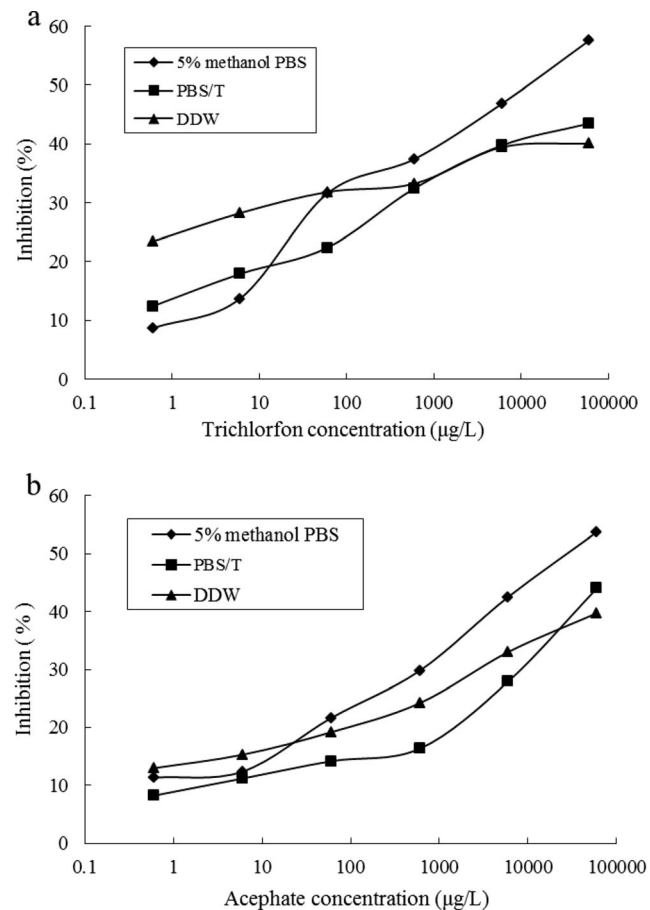 a
60
50
40
30
20
10
0
Inhibition (%)
5% methanol PBS
PBS/T
DDW
0.1 1 10 100 1000 10000 100000
Trichlorfon concentration (μg/L)
b
60
50
40
30
20
10
0
Inhibition ( % )
5% methanol PBS
PBS/T
DDW
0.1 1 10 100 1000 10000 100000
Acephate concentration (μg/L)